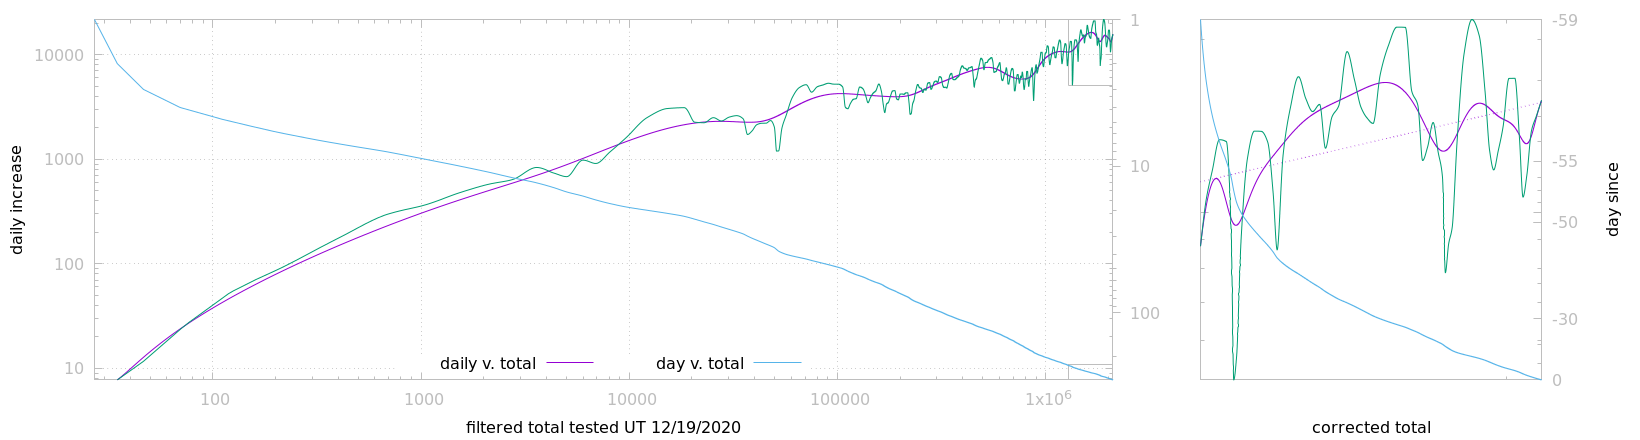 10000
1000
100
10
daily increase
100
1000
10000
100000
1x10^6
filtered total tested UT 12/19/2020
daily v. total
day v. total
1
10
100
-59
-55
-50
-30
0
day since
corrected total